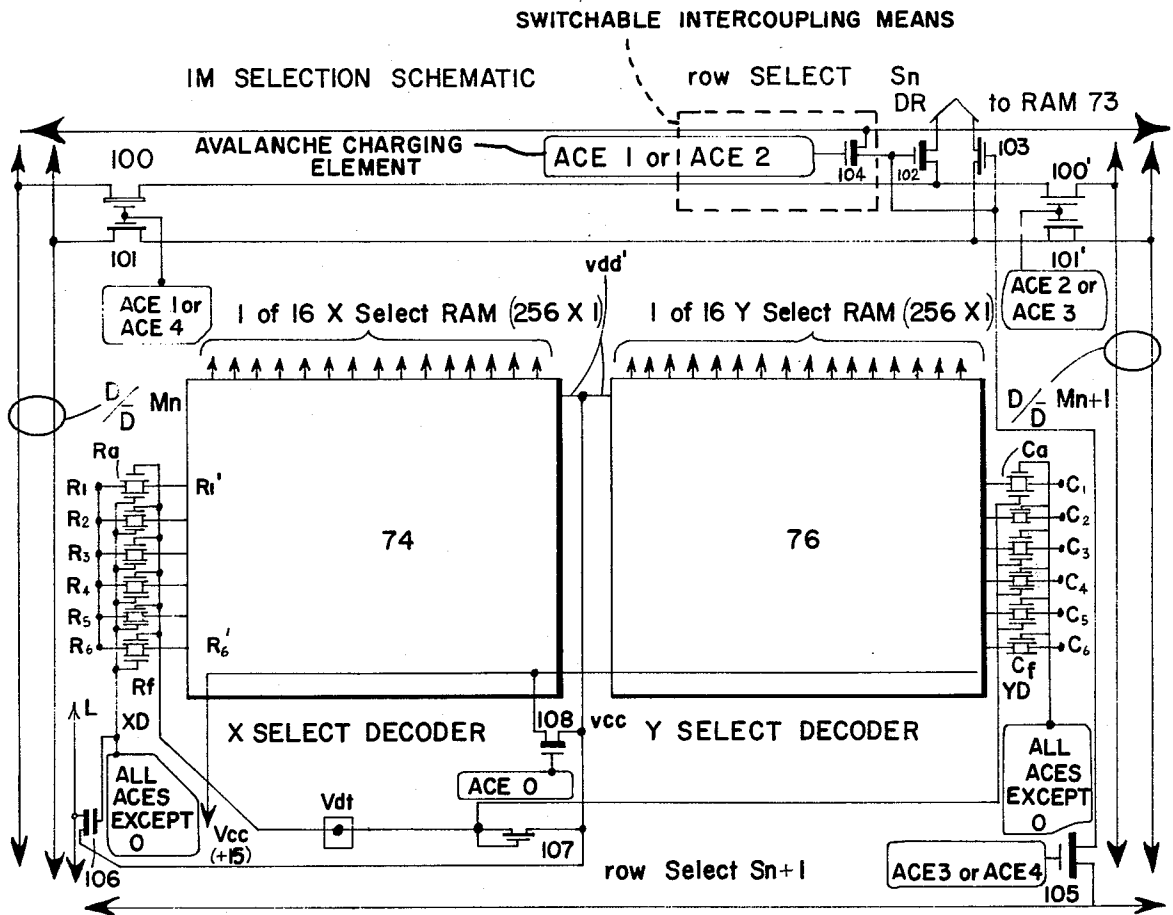 SWITCHABLE INTERCOUPLING MEANS
IM SELECTION SCHEMATIC
row SELECT Sn
DR
to RAM 73
AVALANCHE CHARGING
ELEMENT
ACE 1 or ACE 2
104
102
103
100
101
100'
101'
ACE 1 or
ACE 4
ACE 2 or
ACE 3
vdd'
1 of 16 X Select RAM (256 X 1)
1 of 16 Y Select RAM (256 X 1)
D/D̅ Mn
D/D̅ Mn+1
Ra
Ca
R1
R1'
C1
R2
C2
R3
74
76
C3
R4
C4
R5
C5
R6
R6'
C6
Rf
Cf
L
XD
YD
X SELECT DECODER
108
vcc
Y SELECT DECODER
ALL
ACES
EXCEPT
0
ACE 0
ALL
ACES
EXCEPT
0
Vdt
Vcc
(+15)
107
106
row Select Sn+1
ACE3 or ACE4
105